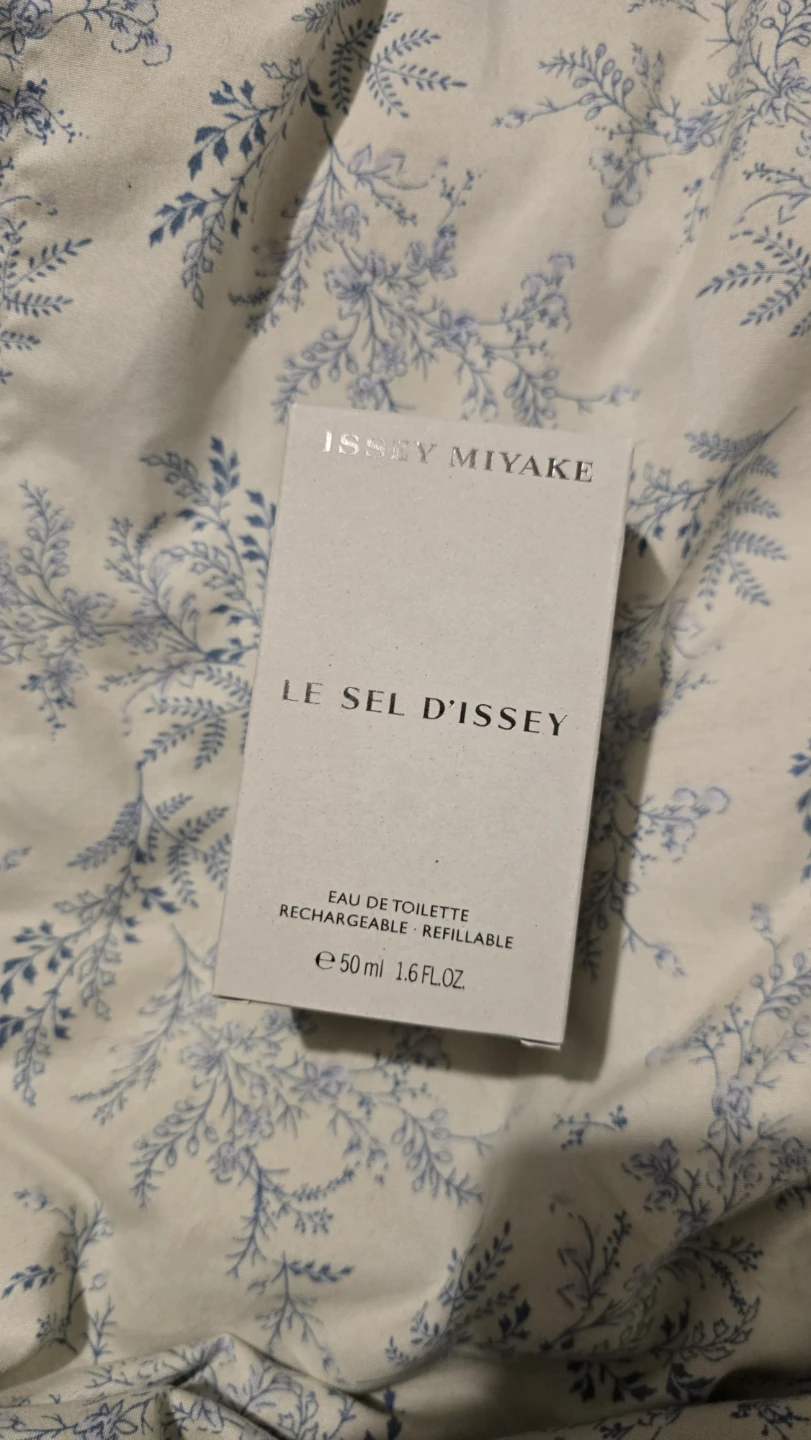 ISSEY MIYAKE
LE SEL D'ISSEY
EAU DE TOILETTE
RECHARGEABLE · REFILLABLE
℮ 50 ml 1.6 FL.OZ.